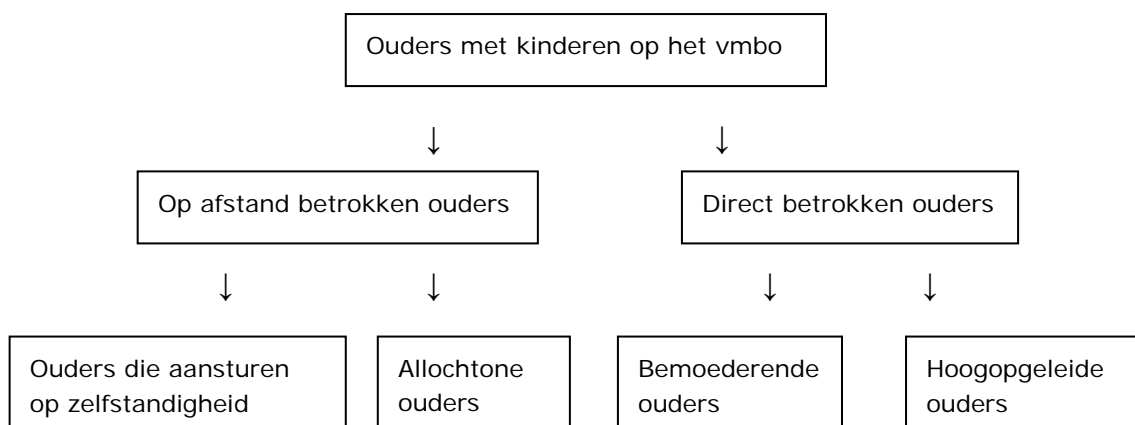 Ouders met kinderen op het vmbo
↓ ↓
Op afstand betrokken ouders
Direct betrokken ouders
↓ ↓ ↓ ↓
Ouders die aansturen
op zelfstandigheid
Allochtone
ouders
Bemoederende
ouders
Hoogopgeleide
ouders